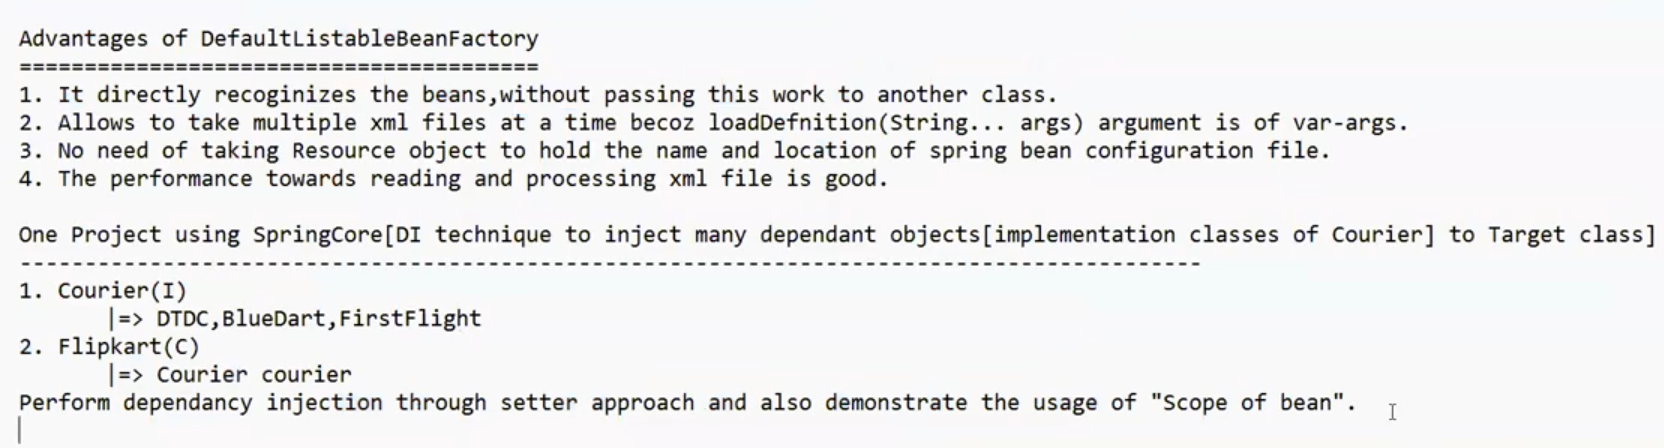 Advantages of DefaultListableBeanFactory
========================================
1. It directly recoginizes the beans,without passing this work to another class.
2. Allows to take multiple xml files at a time becoz loadDefnition(String... args) argument is of var-args.
3. No need of taking Resource object to hold the name and location of spring bean configuration file.
4. The performance towards reading and processing xml file is good.
One Project using SpringCore[DI technique to inject many dependant objects[implementation classes of Courier] to Target class]
-------------------------------------------------------------------------------------------
1. Courier(I)
|=> DTDC,BlueDart,FirstFlight
2. Flipkart(C)
|=> Courier courier
Perform dependancy injection through setter approach and also demonstrate the usage of "Scope of bean".